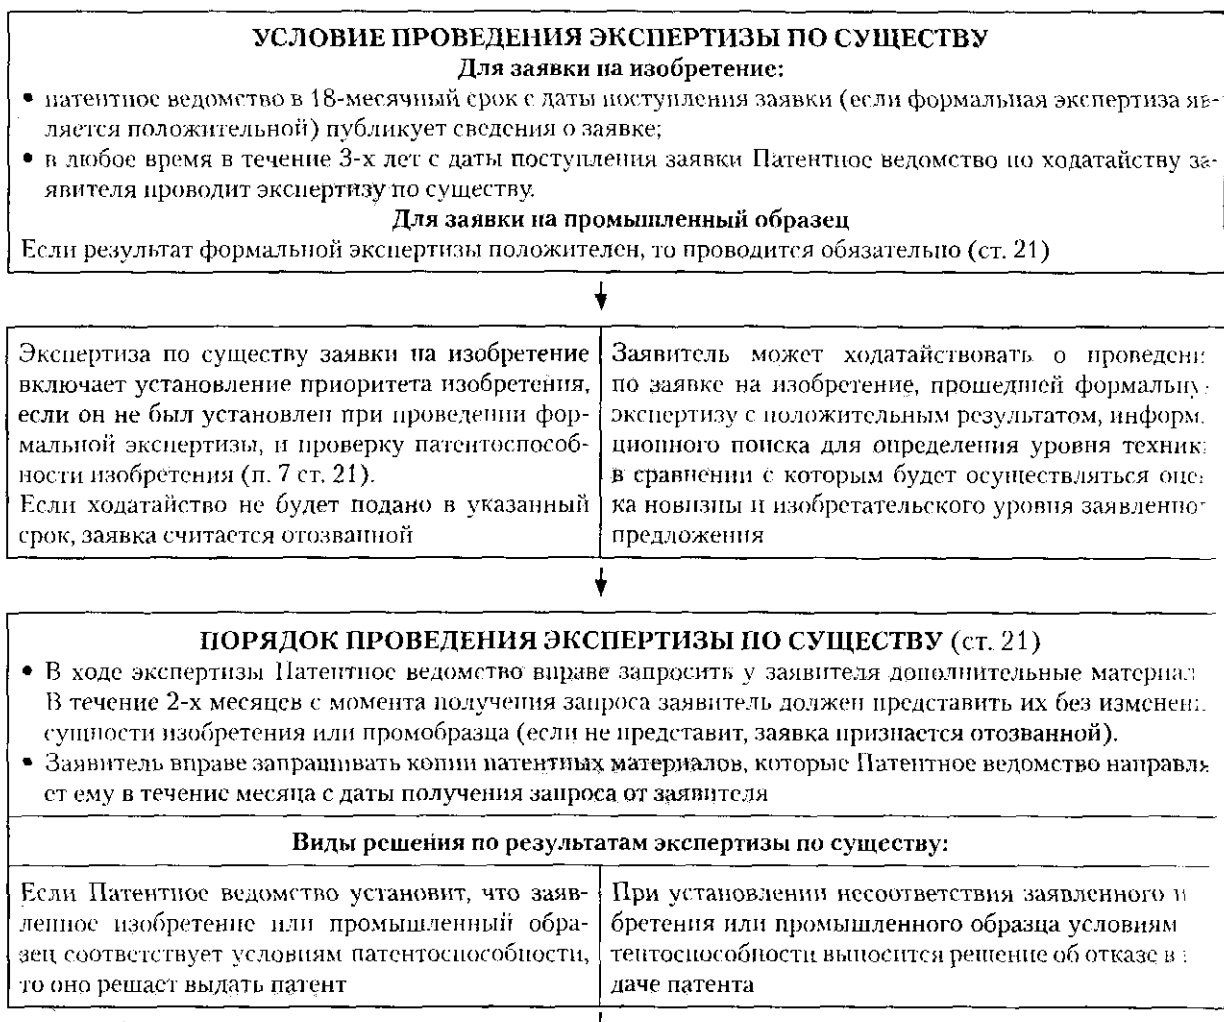 УСЛОВИЕ ПРОВЕДЕНИЯ ЭКСПЕРТИЗЫ ПО СУЩЕСТВУ
Для заявки на изобретение:
• патентное ведомство в 18-месячный срок с даты поступления заявки (если формальная экспертиза яв-
ляется положительной) публикует сведения о заявке;
• в любое время в течение 3-х лет с даты поступления заявки Патентное ведомство по ходатайству за-
явителя проводит экспертизу по существу.
Для заявки на промышленный образец
Если результат формальной экспертизы положителен, то проводится обязательно (ст. 21)
Экспертиза по существу заявки на изобретение
включает установление приоритета изобретения,
если он не был установлен при проведении фор-
мальной экспертизы, и проверку патентоспособ-
ности изобретения (п. 7 ст. 21).
Если ходатайство не будет подано в указанный
срок, заявка считается отозванной
Заявитель может ходатайствовать о проведени
по заявке на изобретение, прошедшей формальну
экспертизу с положительным результатом, информ
ционного поиска для определения уровня техник
в сравнении с которым будет осуществляться оце
ка новизны и изобретательского уровня заявленно
предложения
ПОРЯДОК ПРОВЕДЕНИЯ ЭКСПЕРТИЗЫ ПО СУЩЕСТВУ (ст. 21)
• В ходе экспертизы Патентное ведомство вправе запросить у заявителя дополнительные материал
В течение 2-х месяцев с момента получения запроса заявитель должен представить их без изменен
сущности изобретения или промобразца (если не представит, заявка признается отозванной).
• Заявитель вправе запрашивать копии патентных материалов, которые Патентное ведомство направля
ет ему в течение месяца с даты получения запроса от заявителя
Виды решения по результатам экспертизы по существу:
Если Патентное ведомство установит, что заяв-
ленное изобретение или промышленный обра-
зец соответствует условиям патентоспособности,
то оно решает выдать патент
При установлении несоответствия заявленного и
бретения или промышленного образца условиям
тентоспособности выносится решение об отказе в
даче патента